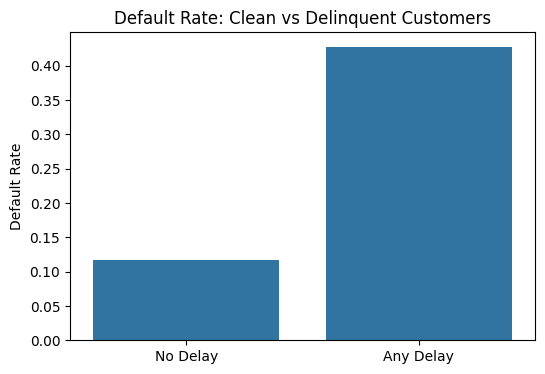 Default Rate: Clean vs Delinquent Customers
Default Rate
0.40
0.35
0.30
0.25
0.20
0.15
0.10
0.05
0.00
No Delay
Any Delay